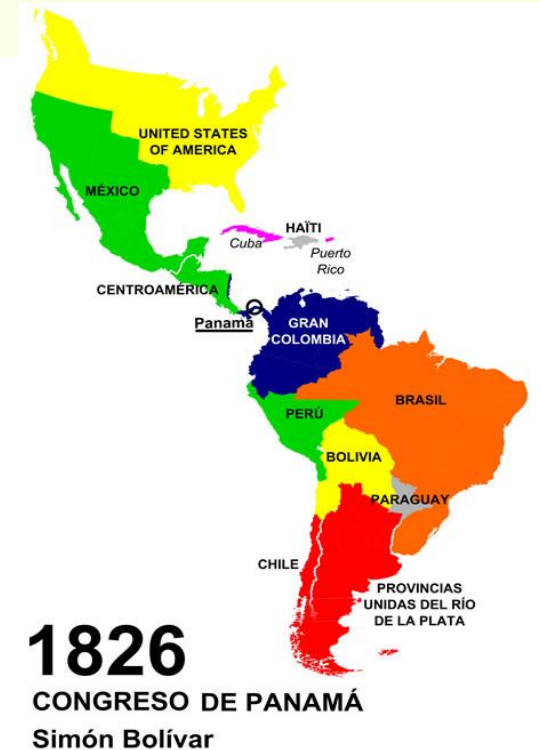 UNITED STATES
OF AMERICA
MÉXICO
HAÏTI
Cuba
Puerto
Rico
CENTROAMÉRICA
Panamá
GRAN
COLOMBIA
BRASIL
PERÚ
BOLIVIA
PARAGUAY
CHILE
PROVINCIAS
UNIDAS DEL RÍO
DE LA PLATA
1826
CONGRESO DE PANAMÁ
Simón Bolívar